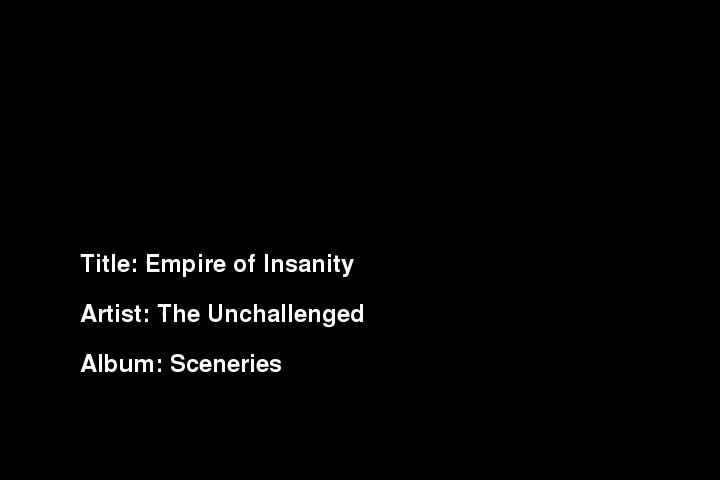 Title: Empire of Insanity
Artist: The Unchallenged
Album: Sceneries